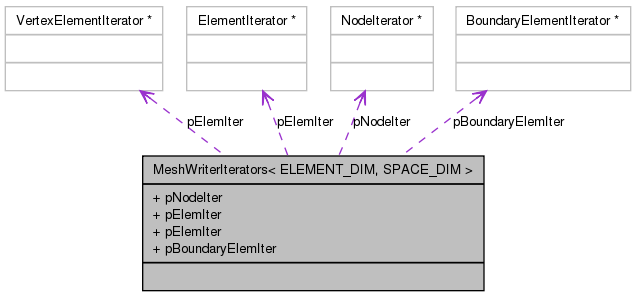 VertexElementIterator *
ElementIterator *
NodeIterator *
BoundaryElementIterator *
pElemIter
pElemIter
pNodeIter
pBoundaryElemIter
MeshWriterIterators< ELEMENT_DIM, SPACE_DIM >
+ pNodeIter
+ pElemIter
+ pElemIter
+ pBoundaryElemIter